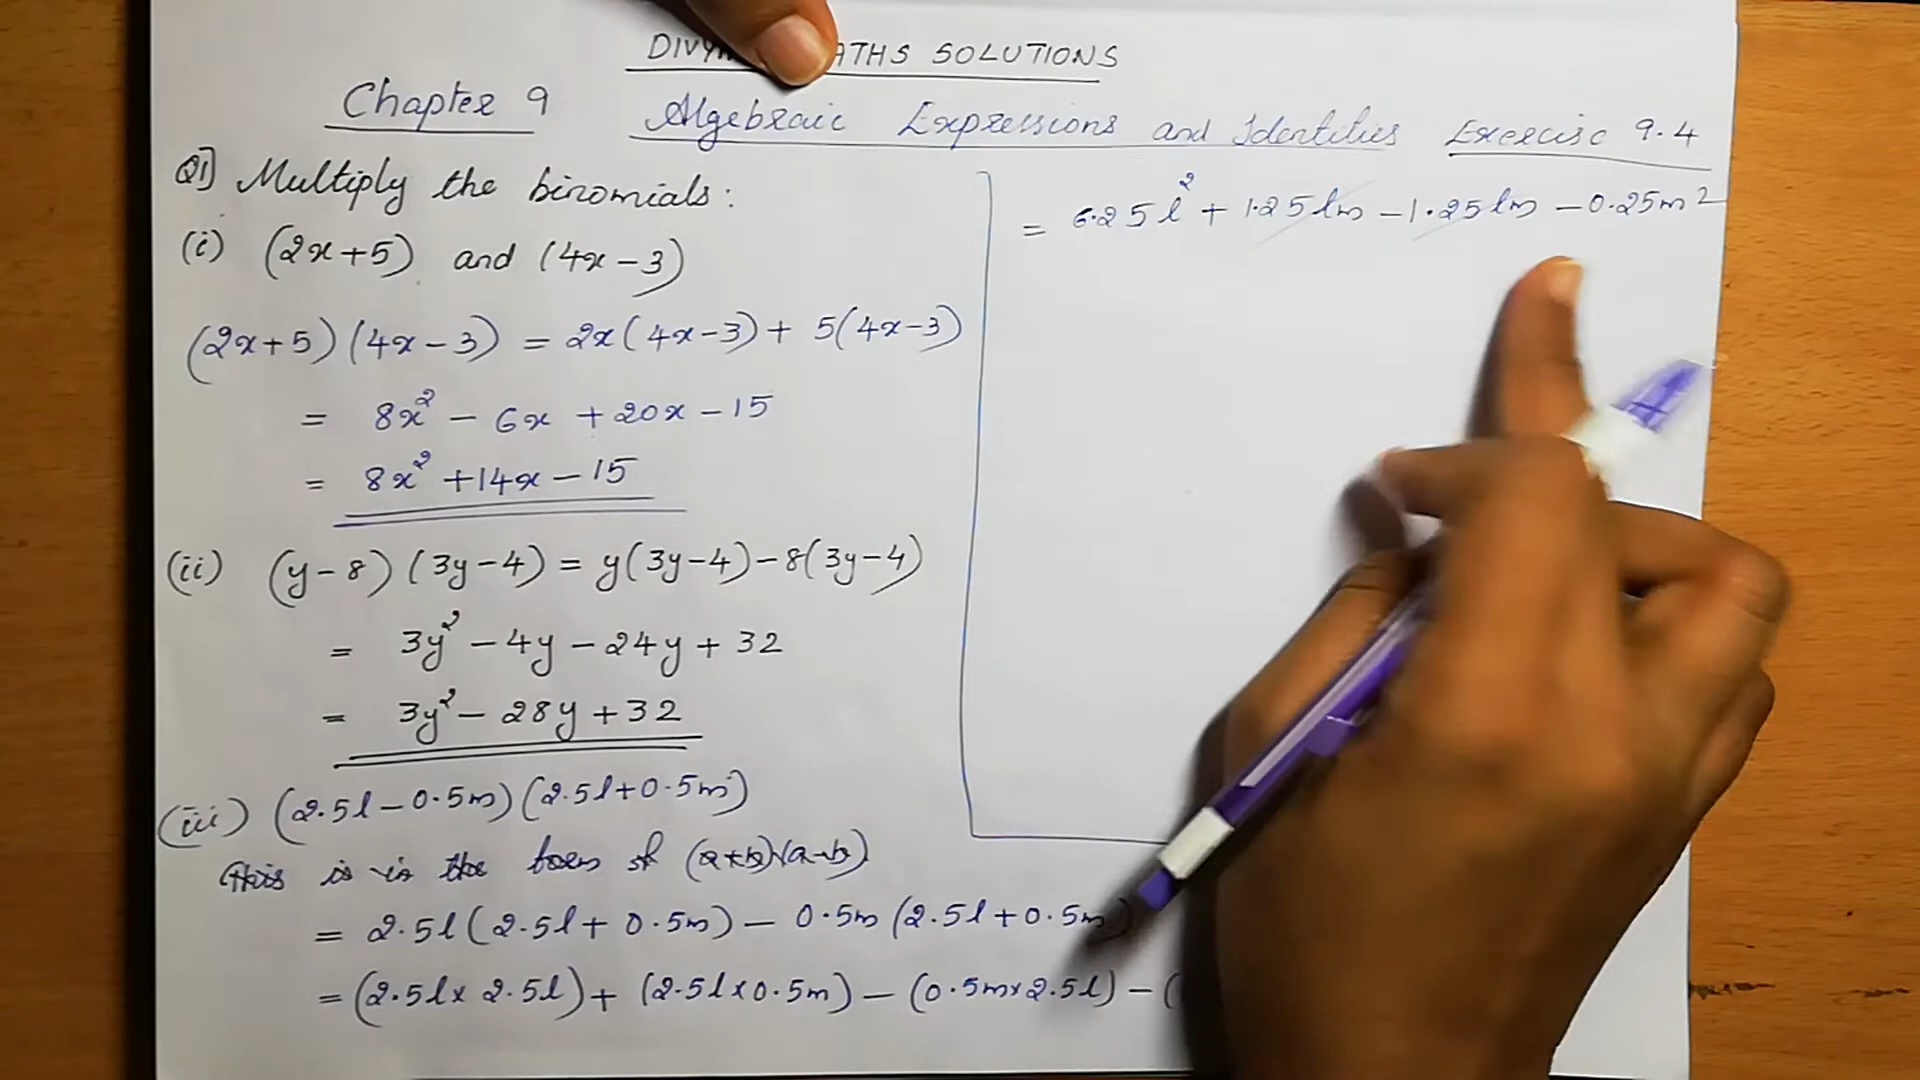 SOLUTIONS
Chapter 9 Algebraic Expressions and Identities Exercise 9.4
Q1] Multiply the binomials:
(i) (2x+5) and (4x-3)
(2x+5)(4x-3) = 2x(4x-3)+ 5(4x-3)
= 8x² - 6x +20x -15
= 8x² +14x -15
(ii) (y-8)(3y-4) = y(3y-4)-8(3y-4)
= 3y² - 4y - 24y + 32
= 3y² - 28y +32
(iii) (2.5l-0.5m)(2.5l+0.5m)
This is in the form of (a+b)(a-b)
= 2.5l(2.5l+ 0.5m) - 0.5m(2.5l+0.5m)
= (2.5l× 2.5l)+ (2.5l×0.5m) - (0.5m×2.5l) - (
= 6.25l² + 1.25lm - 1.25lm - 0.25m²